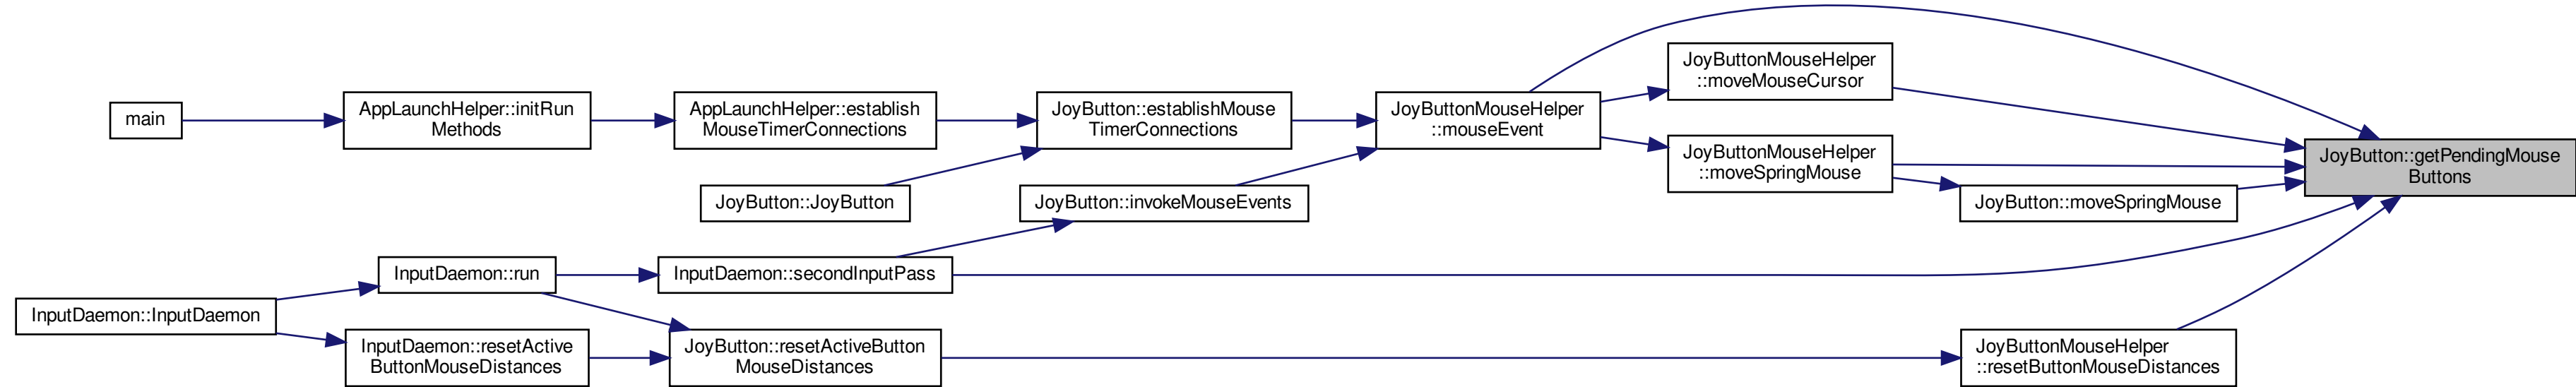 main
AppLaunchHelper::initRun
Methods
AppLaunchHelper::establish
MouseTimerConnections
JoyButton::establishMouse
TimerConnections
JoyButtonMouseHelper
::mouseEvent
JoyButtonMouseHelper
::moveMouseCursor
JoyButtonMouseHelper
::moveSpringMouse
JoyButton::getPendingMouse
Buttons
JoyButton::JoyButton
JoyButton::invokeMouseEvents
JoyButton::moveSpringMouse
InputDaemon::InputDaemon
InputDaemon::run
InputDaemon::secondInputPass
InputDaemon::resetActive
ButtonMouseDistances
JoyButton::resetActiveButton
MouseDistances
JoyButtonMouseHelper
::resetButtonMouseDistances